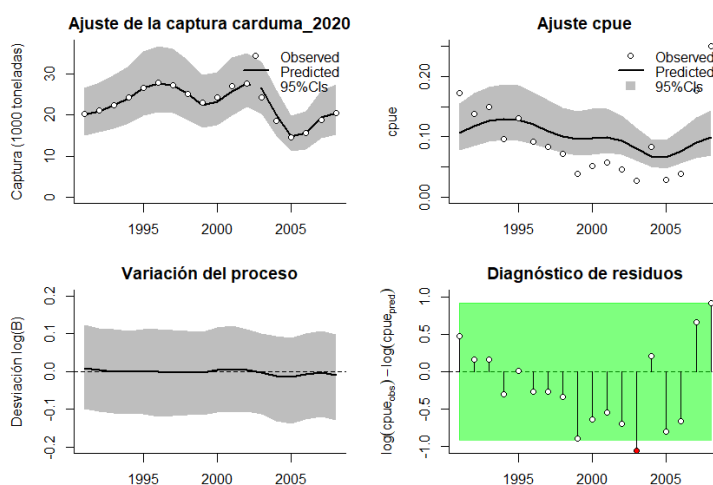 Ajuste de la captura carduma_2020
Captura (1000 toneladas)
0 10 20 30
1995 2000 2005
Observed
Predicted
95%CIs
Ajuste cpue
cpue
0.00 0.10 0.20
1995 2000 2005
Observed
Predicted
95%CIs
Variación del proceso
Desviación log(B)
-0.2 -0.1 0.0 0.1 0.2
1995 2000 2005
Diagnóstico de residuos
log(cpue_obs) − log(cpue_pred)
-1.0 -0.5 0.0 0.5 1.0
1995 2000 2005